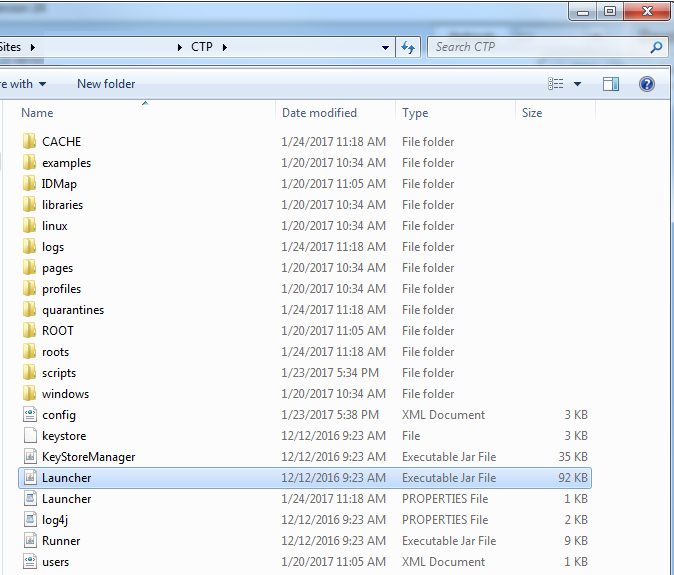 Sites CTP Search CTP
re with New folder
Name Date modified Type Size
CACHE 1/24/2017 11:18 AM File folder
examples 1/20/2017 10:34 AM File folder
IDMap 1/20/2017 11:05 AM File folder
libraries 1/20/2017 10:34 AM File folder
linux 1/20/2017 10:34 AM File folder
logs 1/24/2017 11:18 AM File folder
pages 1/20/2017 10:34 AM File folder
profiles 1/20/2017 10:34 AM File folder
quarantines 1/24/2017 11:18 AM File folder
ROOT 1/20/2017 11:05 AM File folder
roots 1/24/2017 11:18 AM File folder
scripts 1/23/2017 5:34 PM File folder
windows 1/20/2017 10:34 AM File folder
config 1/23/2017 5:38 PM XML Document 3 KB
keystore 12/12/2016 9:23 AM File 3 KB
KeyStoreManager 12/12/2016 9:23 AM Executable Jar File 35 KB
Launcher 12/12/2016 9:23 AM Executable Jar File 92 KB
Launcher 1/24/2017 11:18 AM PROPERTIES File 1 KB
log4j 12/12/2016 9:23 AM PROPERTIES File 2 KB
Runner 12/12/2016 9:23 AM Executable Jar File 9 KB
users 1/20/2017 11:05 AM XML Document 1 KB